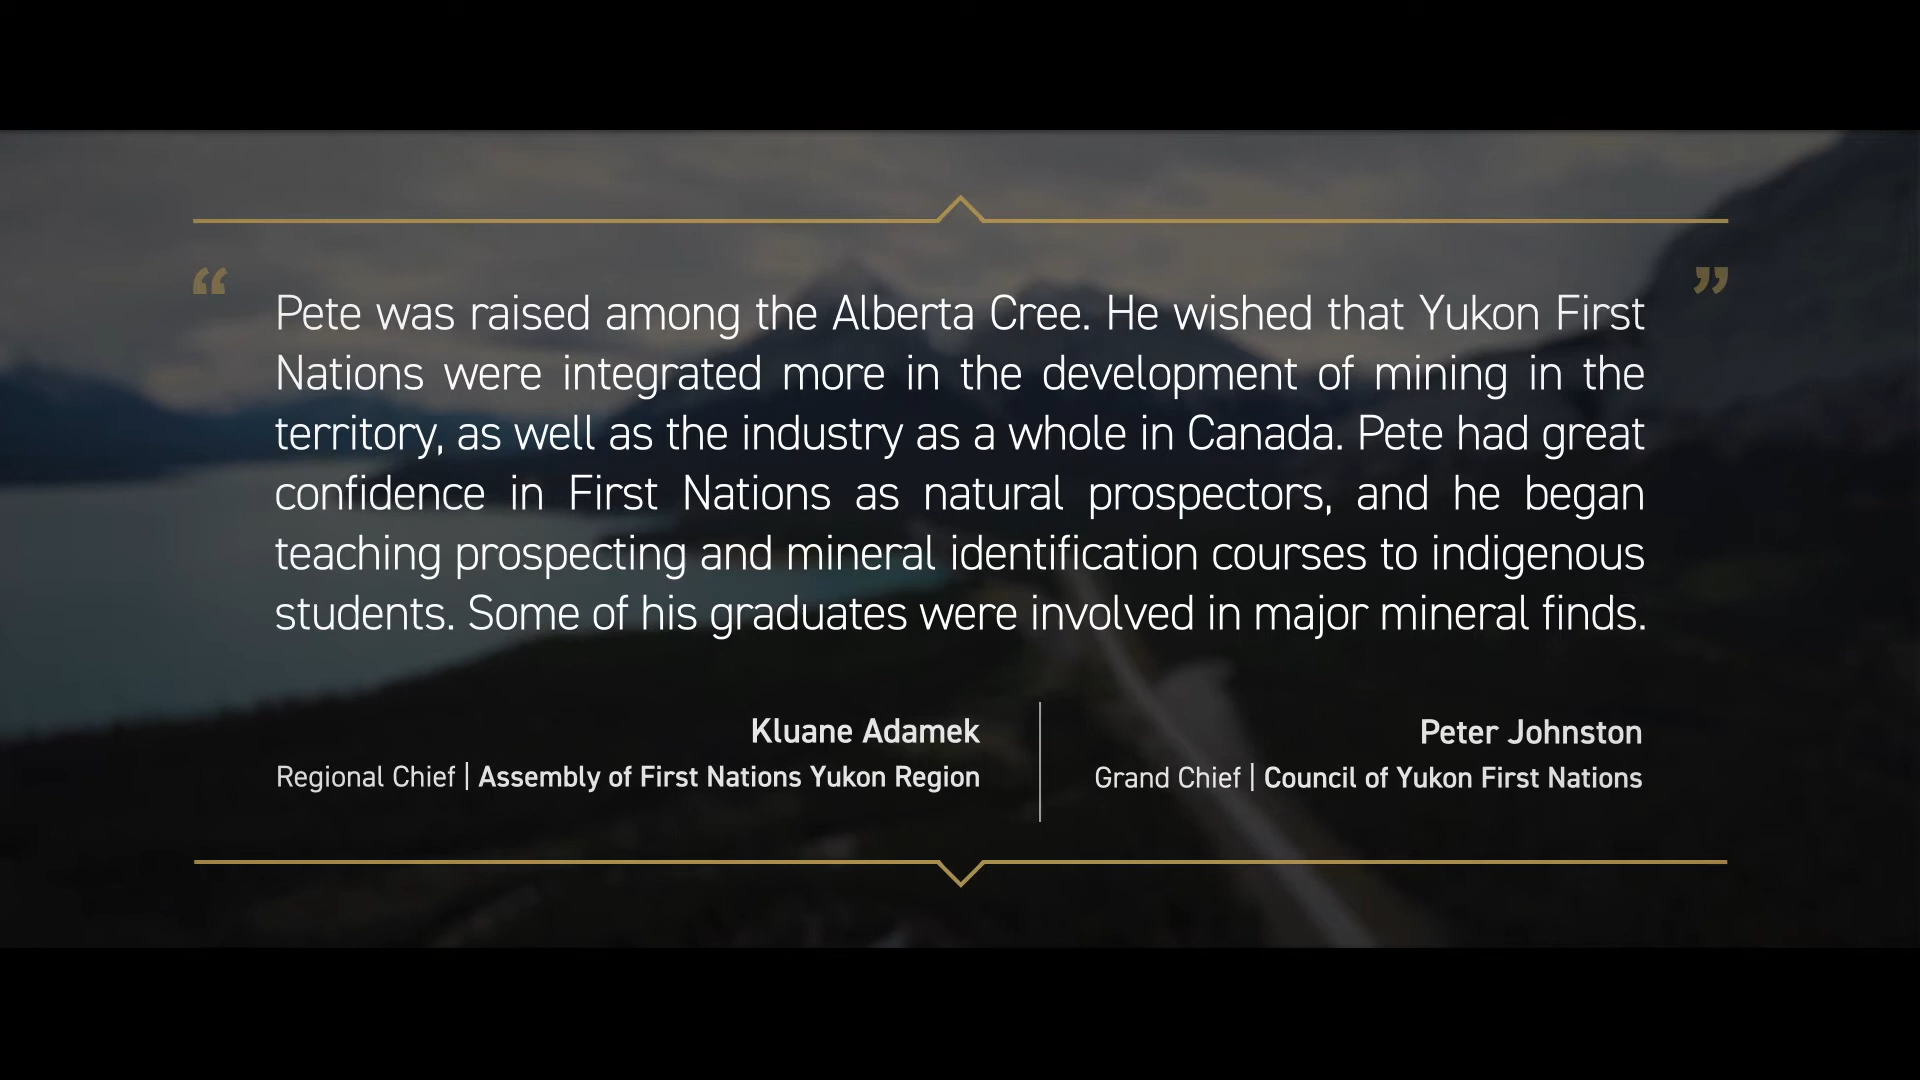 “ Pete was raised among the Alberta Cree. He wished that Yukon First ”
Nations were integrated more in the development of mining in the
territory, as well as the industry as a whole in Canada. Pete had great
confidence in First Nations as natural prospectors, and he began
teaching prospecting and mineral identification courses to indigenous
students. Some of his graduates were involved in major mineral finds.
Kluane Adamek
Regional Chief | Assembly of First Nations Yukon Region
Peter Johnston
Grand Chief | Council of Yukon First Nations